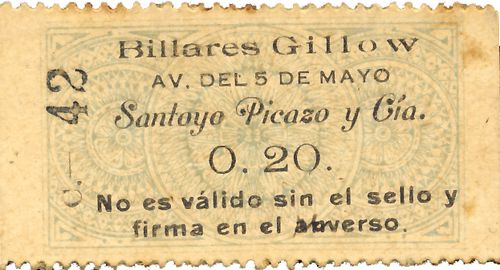 Billares Gillow
AV. DEL 5 DE MAYO
Santoyo Picazo y Cía.
0.20.
No es válido sin el sello y
firma en el anverso.
42